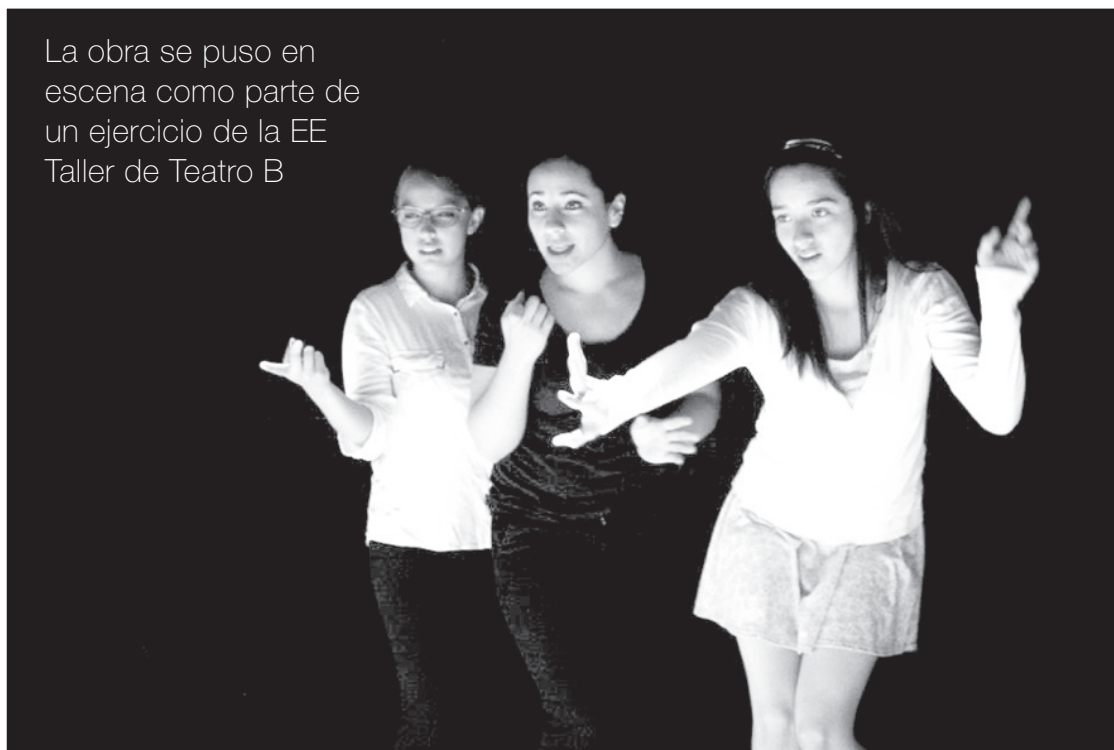 La obra se puso en
escena como parte de
un ejercicio de la EE
Taller de Teatro B